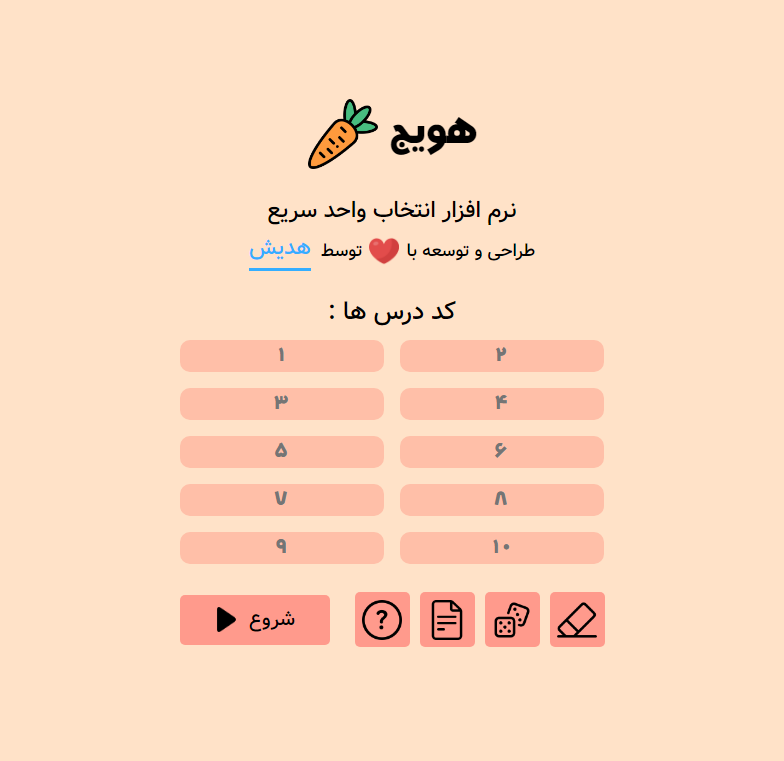 هویج
نرم افزار انتخاب واحد سریع
طراحی و توسعه با ❤️ توسط هدیش
کد درس ها :
۱ ۲
۳ ۴
۵ ۶
۷ ۸
۹ ۱۰
شروع ?